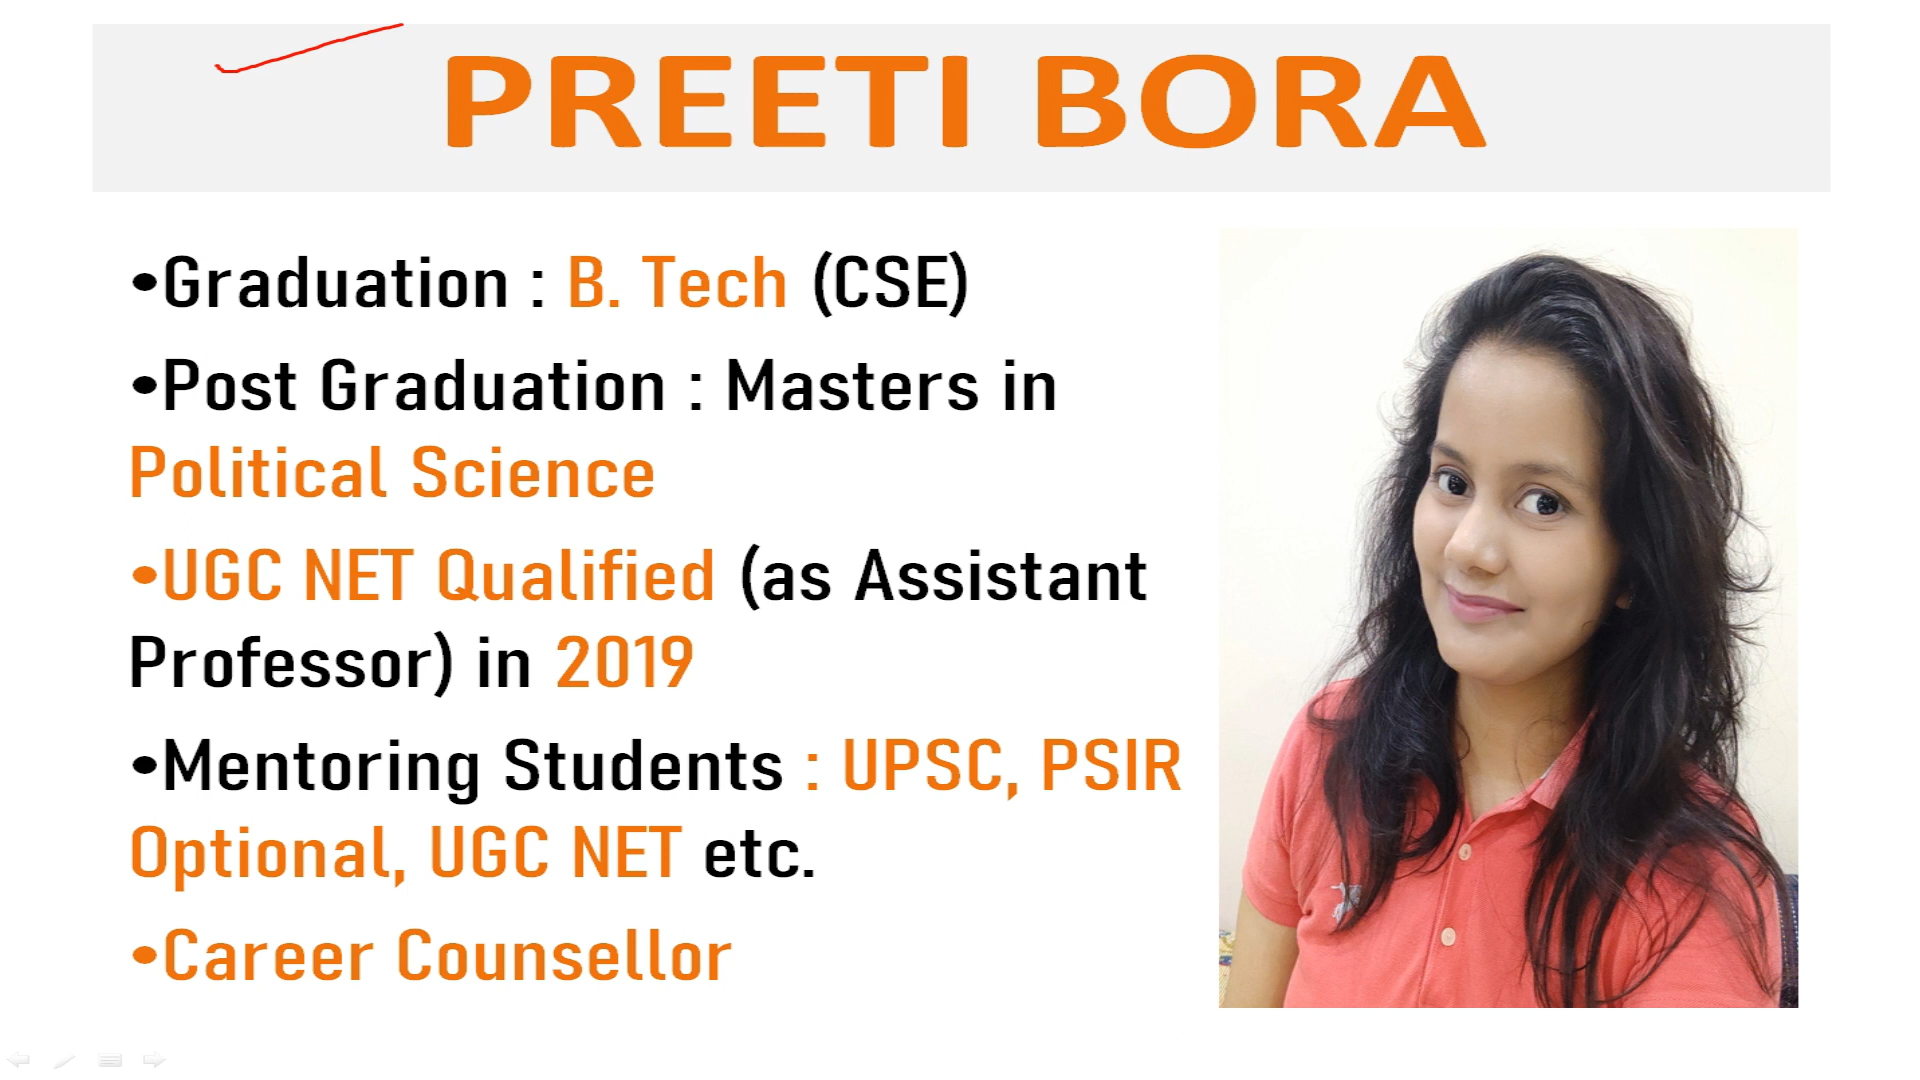 PREETI BORA
•Graduation : B. Tech (CSE)
•Post Graduation : Masters in
Political Science
•UGC NET Qualified (as Assistant
Professor) in 2019
•Mentoring Students : UPSC, PSIR
Optional, UGC NET etc.
•Career Counsellor